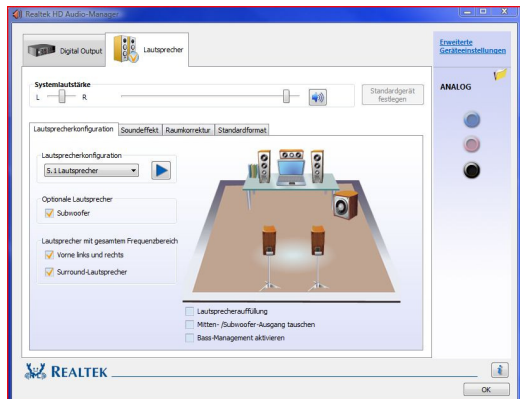 Realtek HD Audio-Manager
Digital Output
Lautsprecher
Erweiterte
Geräteeinstellungen
Systemlautstärke
L
R
Standardgerät
festlegen
ANALOG
Lautsprecherkonfiguration
Soundeffekt
Raumkorrektur
Standardformat
Lautsprecherkonfiguration
5.1 Lautsprecher
Optionale Lautsprecher
Subwoofer
Lautsprecher mit gesamtem Frequenzbereich
Vorne links und rechts
Surround-Lautsprecher
Lautsprecherauffüllung
Mitten- /Subwoofer-Ausgang tauschen
Bass-Management aktivieren
REALTEK
i
OK